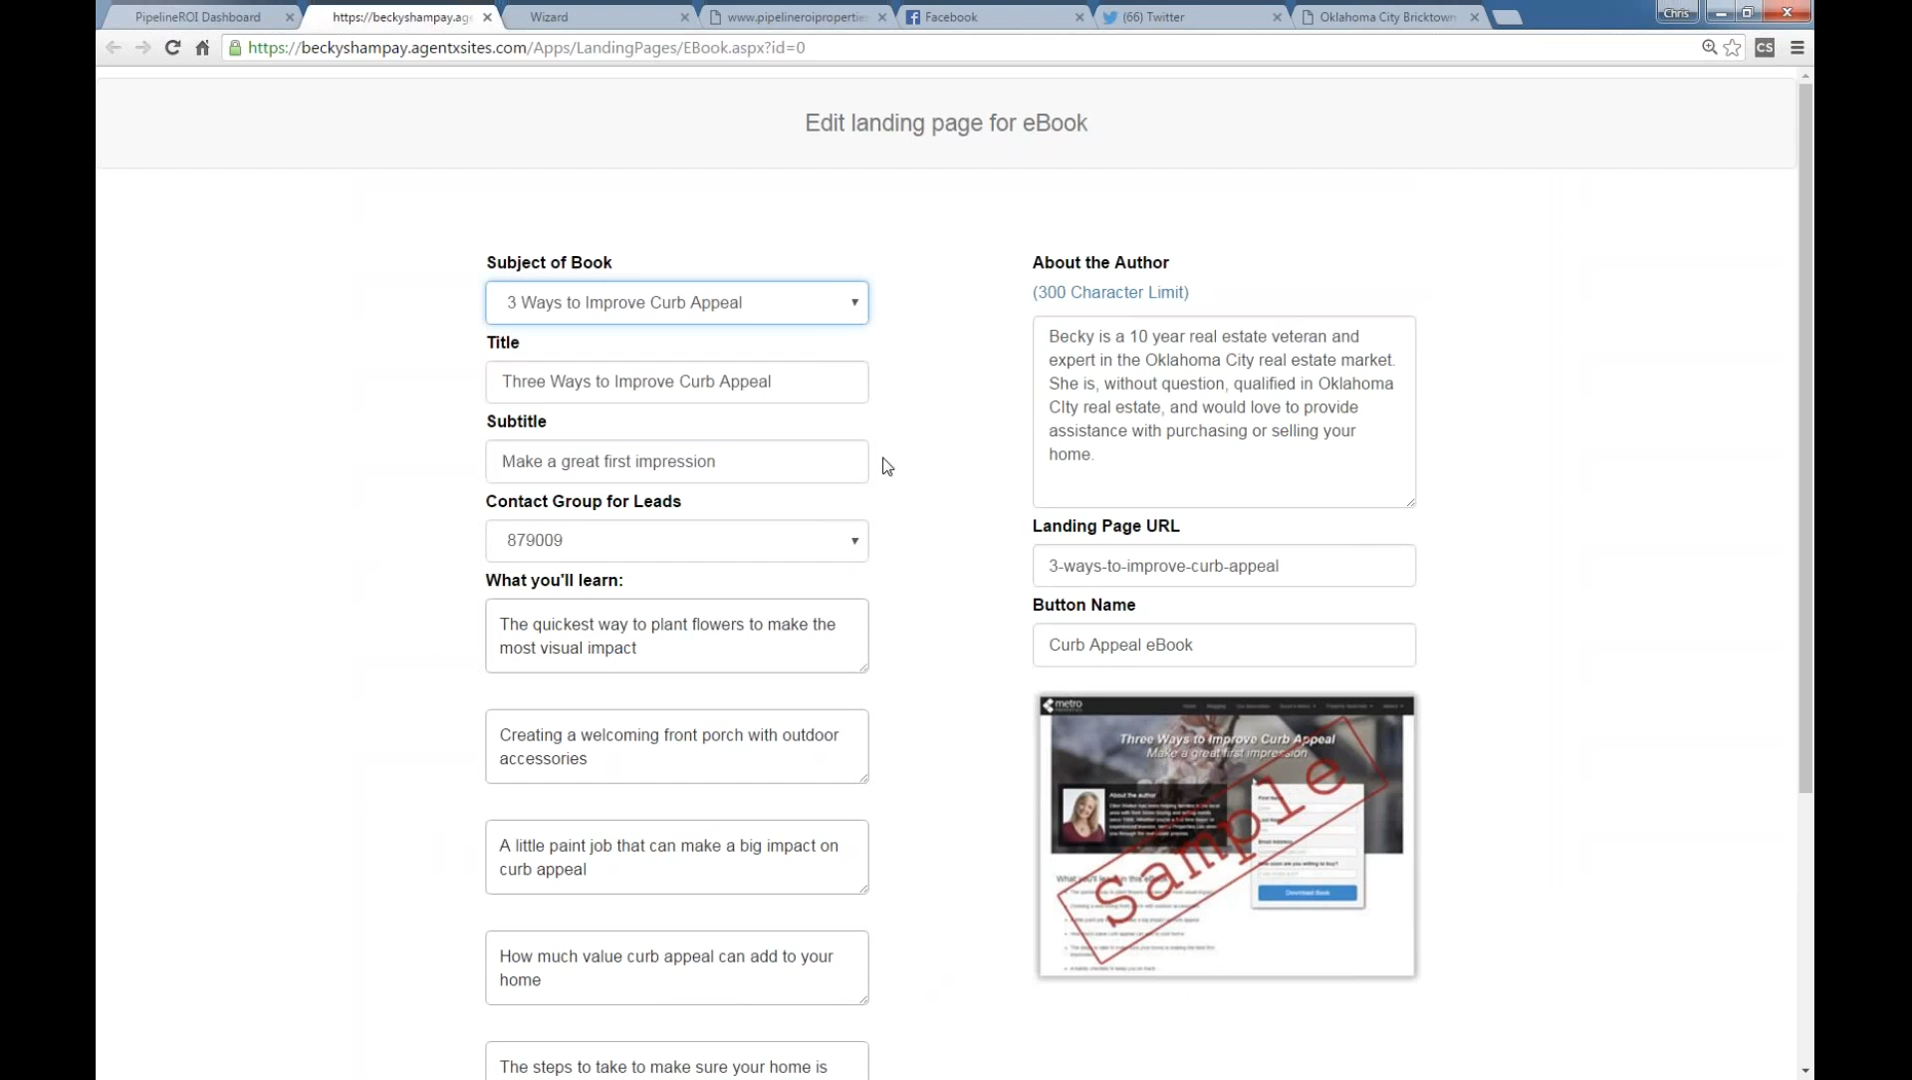 PipelineROI Dashboard
https://beckyshampay.age
Wizard
www.pipelineroipropertie
Facebook
(66) Twitter
Oklahoma City Bricktown
Chris
https://beckyshampay.agentxsites.com/Apps/LandingPages/EBook.aspx?id=0
CS
Edit landing page for eBook
Subject of Book
3 Ways to Improve Curb Appeal
Title
Three Ways to Improve Curb Appeal
Subtitle
Make a great first impression
Contact Group for Leads
879009
What you'll learn:
The quickest way to plant flowers to make the
most visual impact
Creating a welcoming front porch with outdoor
accessories
A little paint job that can make a big impact on
curb appeal
How much value curb appeal can add to your
home
The steps to take to make sure your home is
About the Author
(300 Character Limit)
Becky is a 10 year real estate veteran and
expert in the Oklahoma City real estate market.
She is, without question, qualified in Oklahoma
CIty real estate, and would love to provide
assistance with purchasing or selling your
home.
Landing Page URL
3-ways-to-improve-curb-appeal
Button Name
Curb Appeal eBook
metro
Three Ways to Improve Curb Appeal
Make a great first impression
About the author
Sample
Download Book